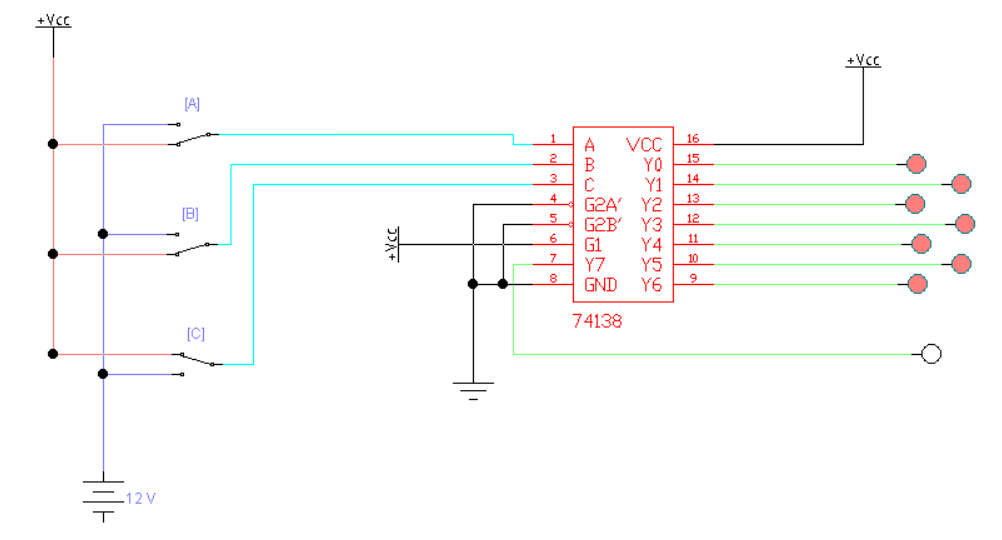 +Vcc
+Vcc
[A]
1 A VCC 16
2 B Y0 15
3 C Y1 14
4 G2A' Y2 13
[B]
5 G2B' Y3 12
+Vcc
6 G1 Y4 11
7 Y7 Y5 10
8 GND Y6 9
74138
[C]
12 V